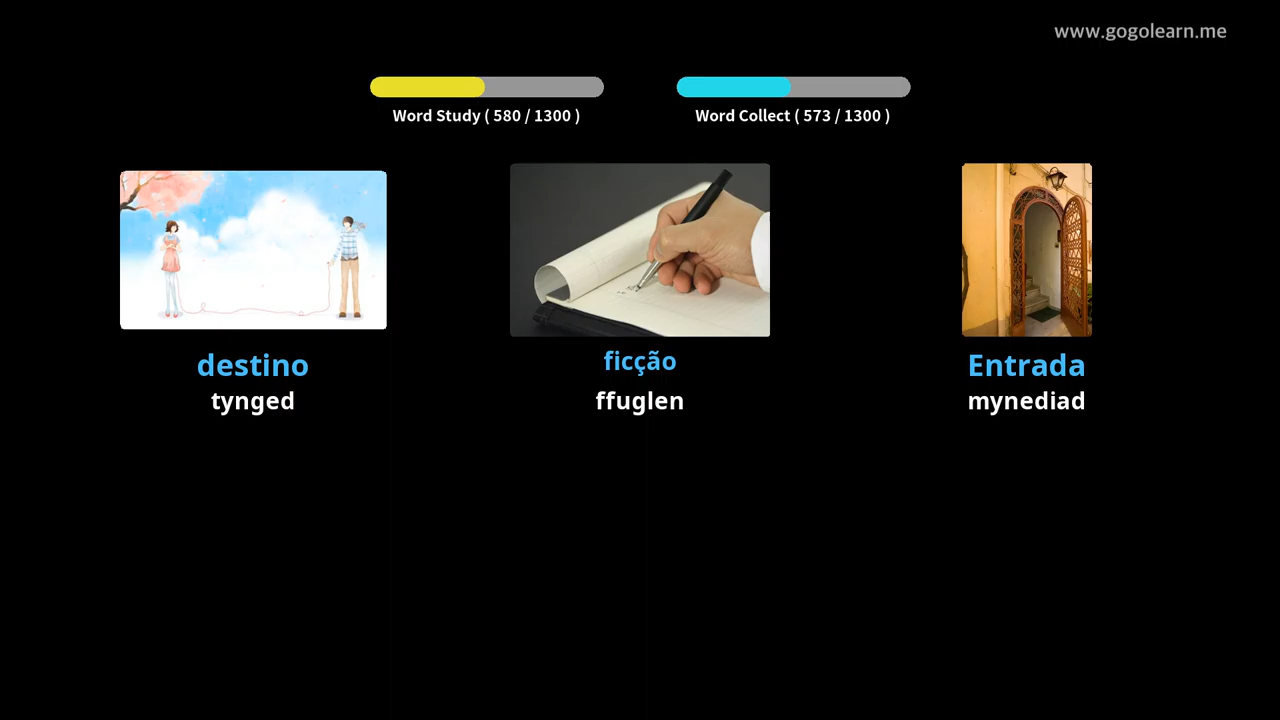 www.gogolearn.me
Word Study ( 580 / 1300 )
Word Collect ( 573 / 1300 )
destino
ficção
Entrada
tynged
ffuglen
mynediad